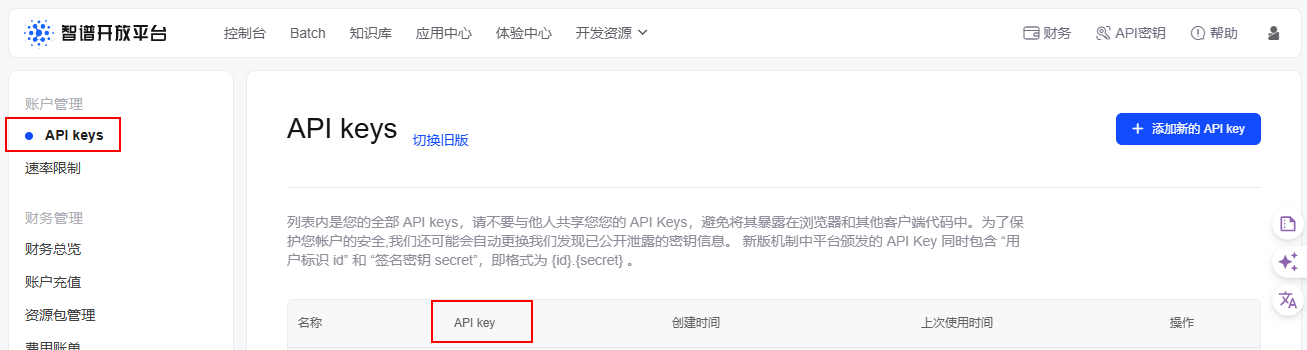 智谱开放平台 控制台 Batch 知识库 应用中心 体验中心 开发资源 财务 API密钥 帮助
账户管理
API keys
速率限制
财务管理
财务总览
账户充值
资源包管理
费用账单
API keys 切换旧版
+ 添加新的 API key
列表内是您的全部 API keys，请不要与他人共享您您的 API Keys，避免将其暴露在浏览器和其他客户端代码中。为了保
护您帐户的安全,我们还可能会自动更换我们发现已公开泄露的密钥信息。 新版机制中平台颁发的 API Key 同时包含 “用
户标识 id” 和 “签名密钥 secret”，即格式为 {id}.{secret} 。
名称 API key 创建时间 上次使用时间 操作